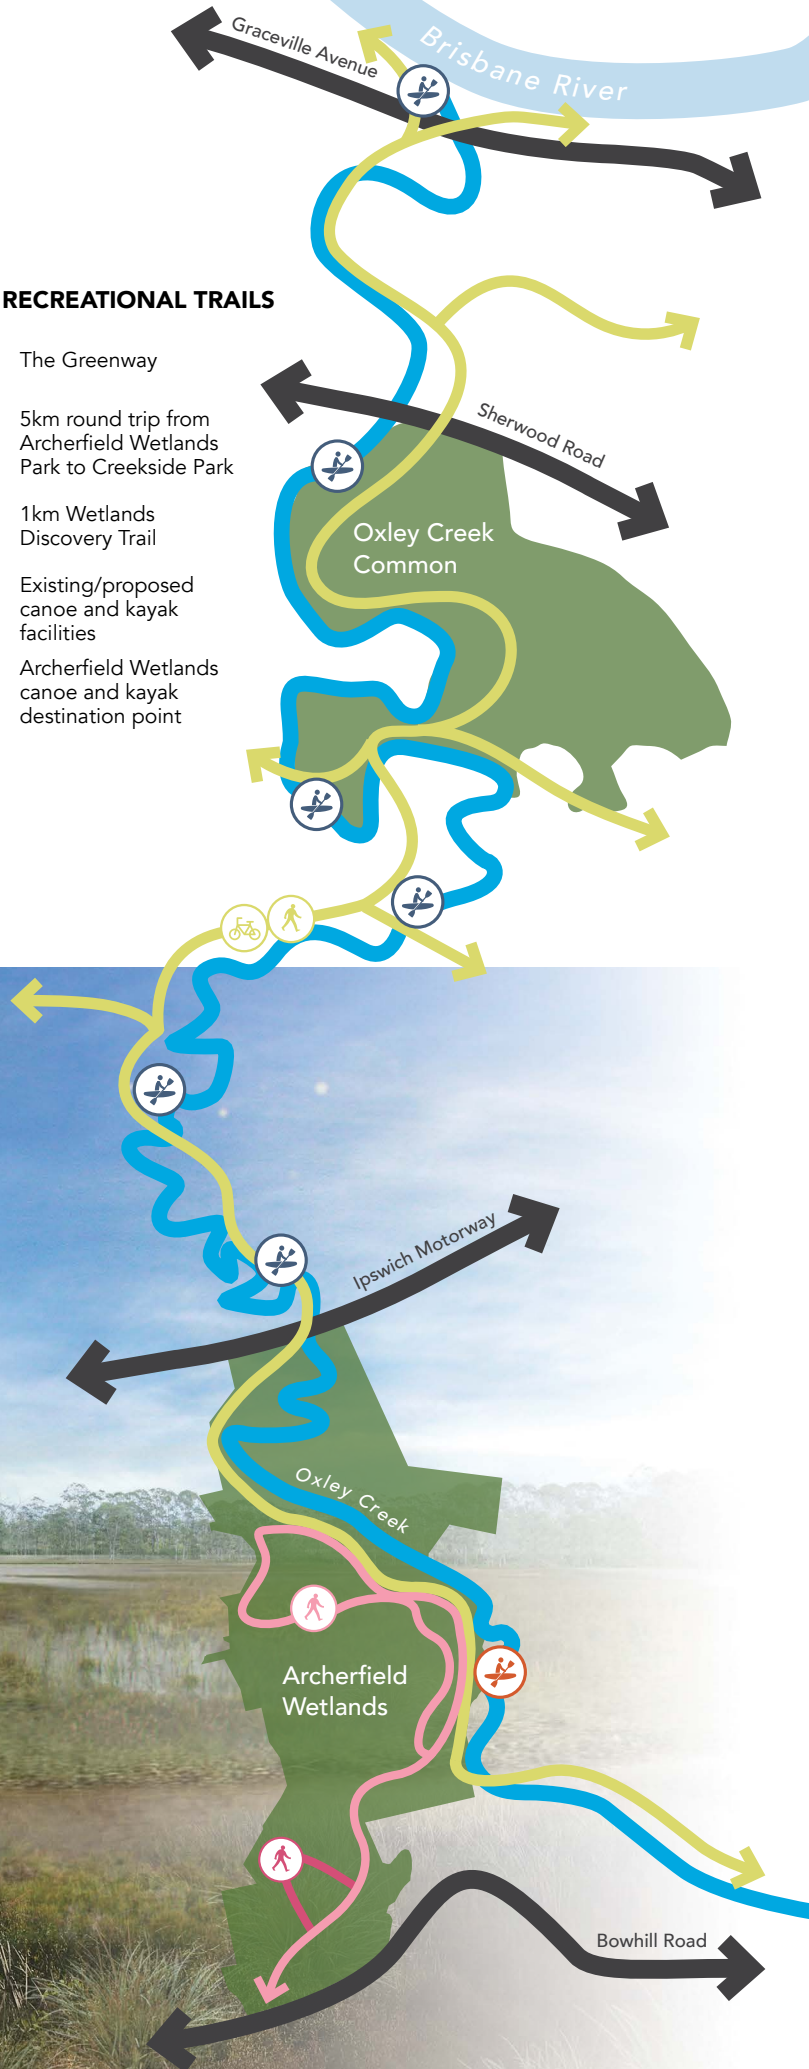 Graceville Avenue
Brisbane River
RECREATIONAL TRAILS
The Greenway
5km round trip from
Archerfield Wetlands
Park to Creekside Park
1km Wetlands
Discovery Trail
Existing/proposed
canoe and kayak
facilities
Archerfield Wetlands
canoe and kayak
destination point
Sherwood Road
Oxley Creek
Common
Ipswich Motorway
Oxley Creek
Archerfield
Wetlands
Bowhill Road